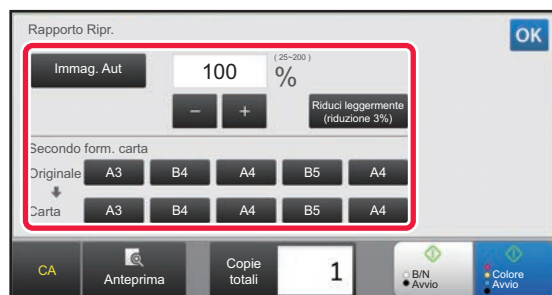 Rapporto Ripr.
OK
Immag. Aut
100
(25~200)
%
−
+
Riduci leggermente
(riduzione 3%)
Secondo form. carta
Originale
A3
B4
A4
B5
A4
Carta
A3
B4
A4
B5
A4
CA
Anteprima
Copie
totali
1
B/N
Avvio
Colore
Avvio